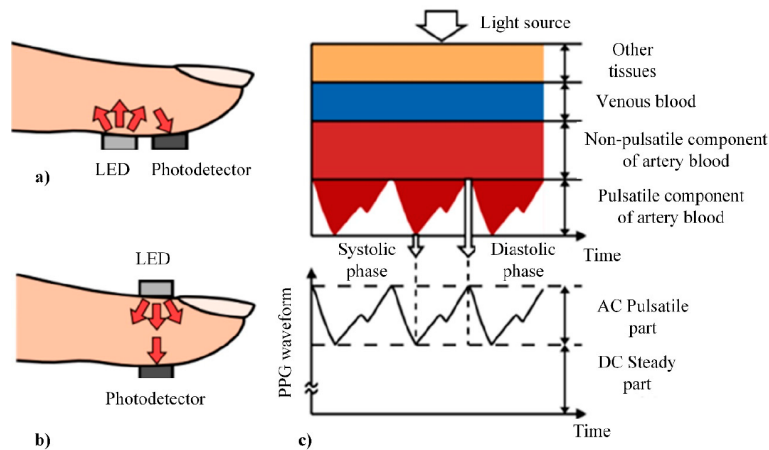 LED
Photodetector
a)
LED
Photodetector
b)
Light source
Other
tissues
Venous blood
Non-pulsatile component
of artery blood
Pulsatile component
of artery blood
Time
Systolic
phase
Diastolic
phase
PPG waveform
AC Pulsatile
part
DC Steady
part
Time
c)